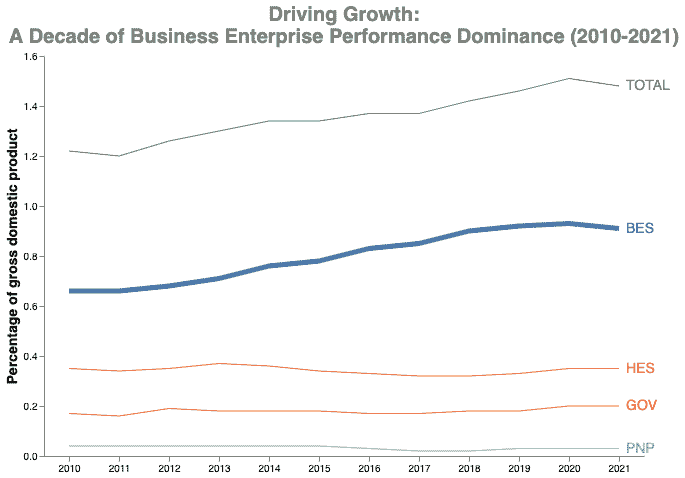 Driving Growth:
A Decade of Business Enterprise Performance Dominance (2010-2021)
Percentage of gross domestic product
1.6
1.4
1.2
1.0
0.8
0.6
0.4
0.2
0.0
TOTAL
BES
HES
GOV
PNP
2010 2011 2012 2013 2014 2015 2016 2017 2018 2019 2020 2021